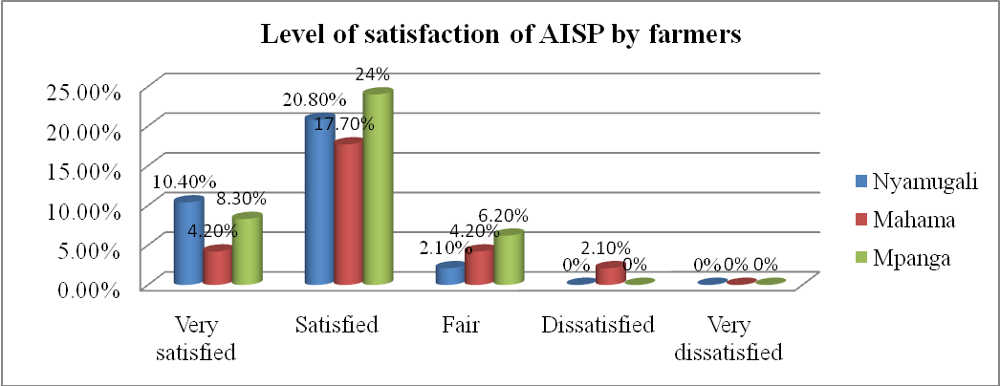 Level of satisfaction of AISP by farmers
25.00%
20.00%
15.00%
10.00%
5.00%
0.00%
10.40%
4.20%
8.30%
20.80%
17.70%
24%
2.10%
4.20%
6.20%
0%
2.10%
0%
0%
0%
0%
Very
satisfied
Satisfied
Fair
Dissatisfied
Very
dissatisfied
Nyamugali
Mahama
Mpanga